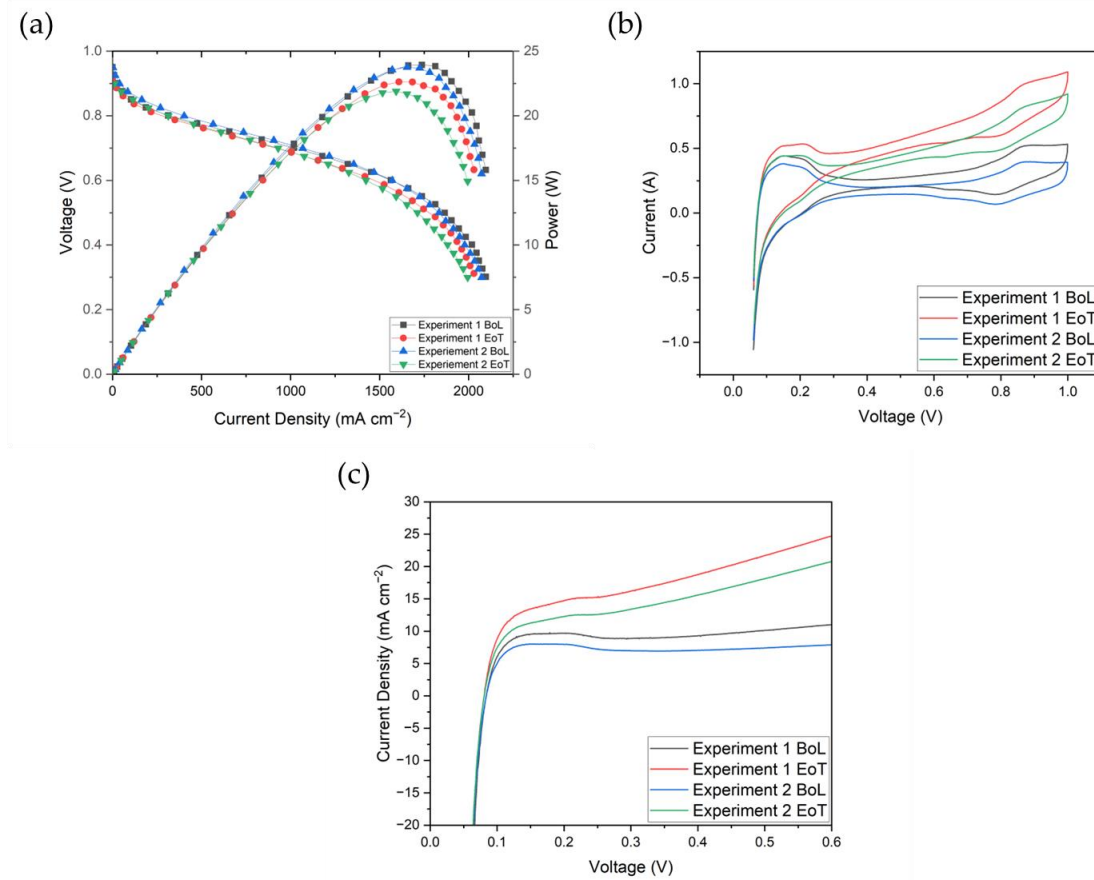 (a)
Voltage (V)
1.0
0.8
0.6
0.4
0.2
0.0
25
20
15
10
5
0
Power (W)
0 500 1000 1500 2000
Current Density (mA cm⁻²)
Experiment 1 BoL
Experiment 1 EoT
Experiement 2 BoL
Experiement 2 EoT
(b)
Current (A)
1.0
0.5
0.0
−0.5
−1.0
0.0 0.2 0.4 0.6 0.8 1.0
Voltage (V)
Experiment 1 BoL
Experiment 1 EoT
Experiment 2 BoL
Experiment 2 EoT
(c)
Current Density (mA cm⁻²)
30
25
20
15
10
5
0
−5
−10
−15
−20
0.0 0.1 0.2 0.3 0.4 0.5 0.6
Voltage (V)
Experiment 1 BoL
Experiment 1 EoT
Experiment 2 BoL
Experiment 2 EoT